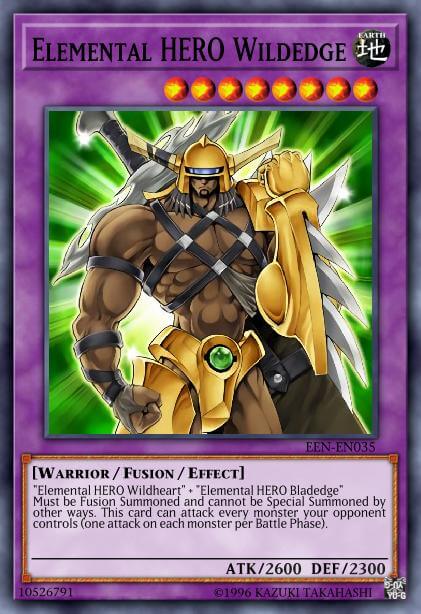 Elemental HERO Wildedge
EARTH
地
EEN-EN035
[Warrior / Fusion / Effect]
"Elemental HERO Wildheart" + "Elemental HERO Bladedge"
Must be Fusion Summoned and cannot be Special Summoned by
other ways. This card can attack every monster your opponent
controls (one attack on each monster per Battle Phase).
ATK/2600 DEF/2300
10526791
©1996 KAZUKI TAKAHASHI